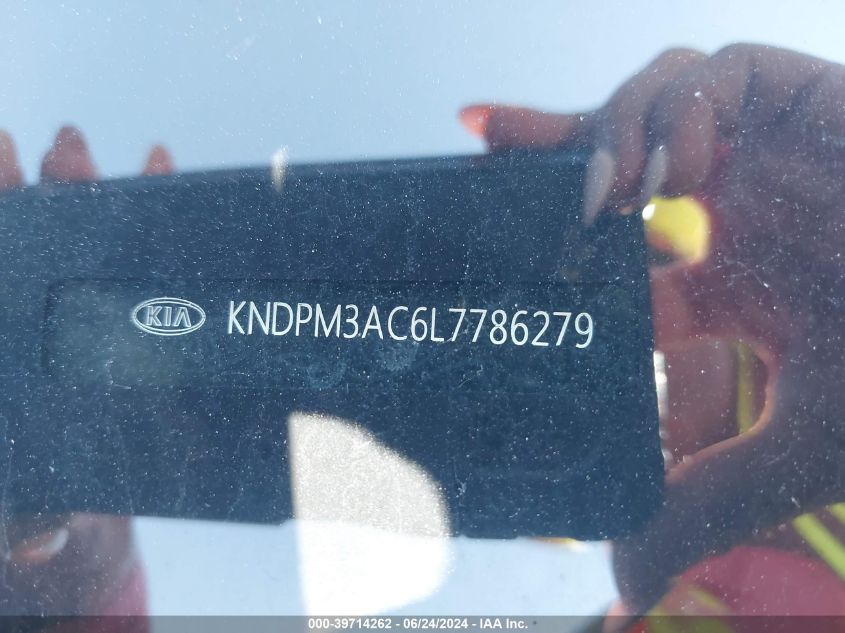 KIA KNDPM3AC6L7786279
000-39714262 - 06/24/2024 - IAA Inc.